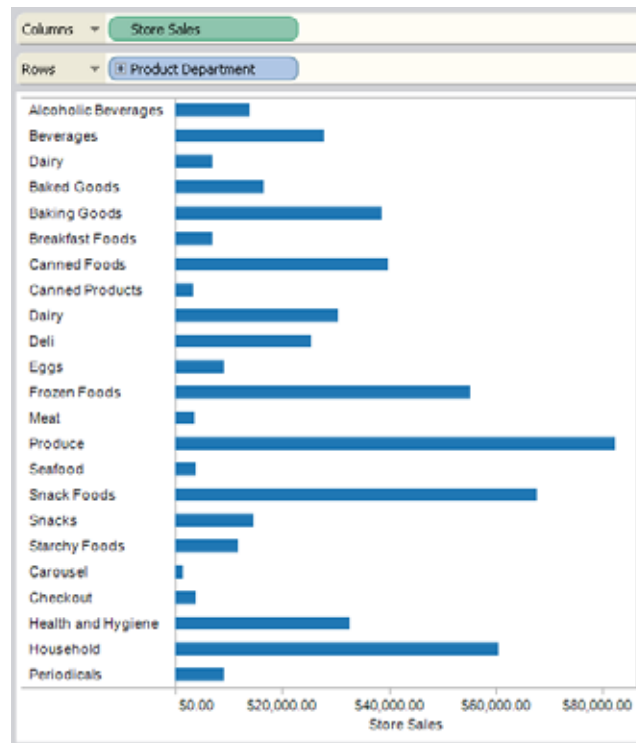 Columns Store Sales
Rows Product Department
Alcoholic Beverages
Beverages
Dairy
Baked Goods
Baking Goods
Breakfast Foods
Canned Foods
Canned Products
Dairy
Deli
Eggs
Frozen Foods
Meat
Produce
Seafood
Snack Foods
Snacks
Starchy Foods
Carousel
Checkout
Health and Hygiene
Household
Periodicals
$0.00 $20,000.00 $40,000.00 $60,000.00 $80,000.00
Store Sales